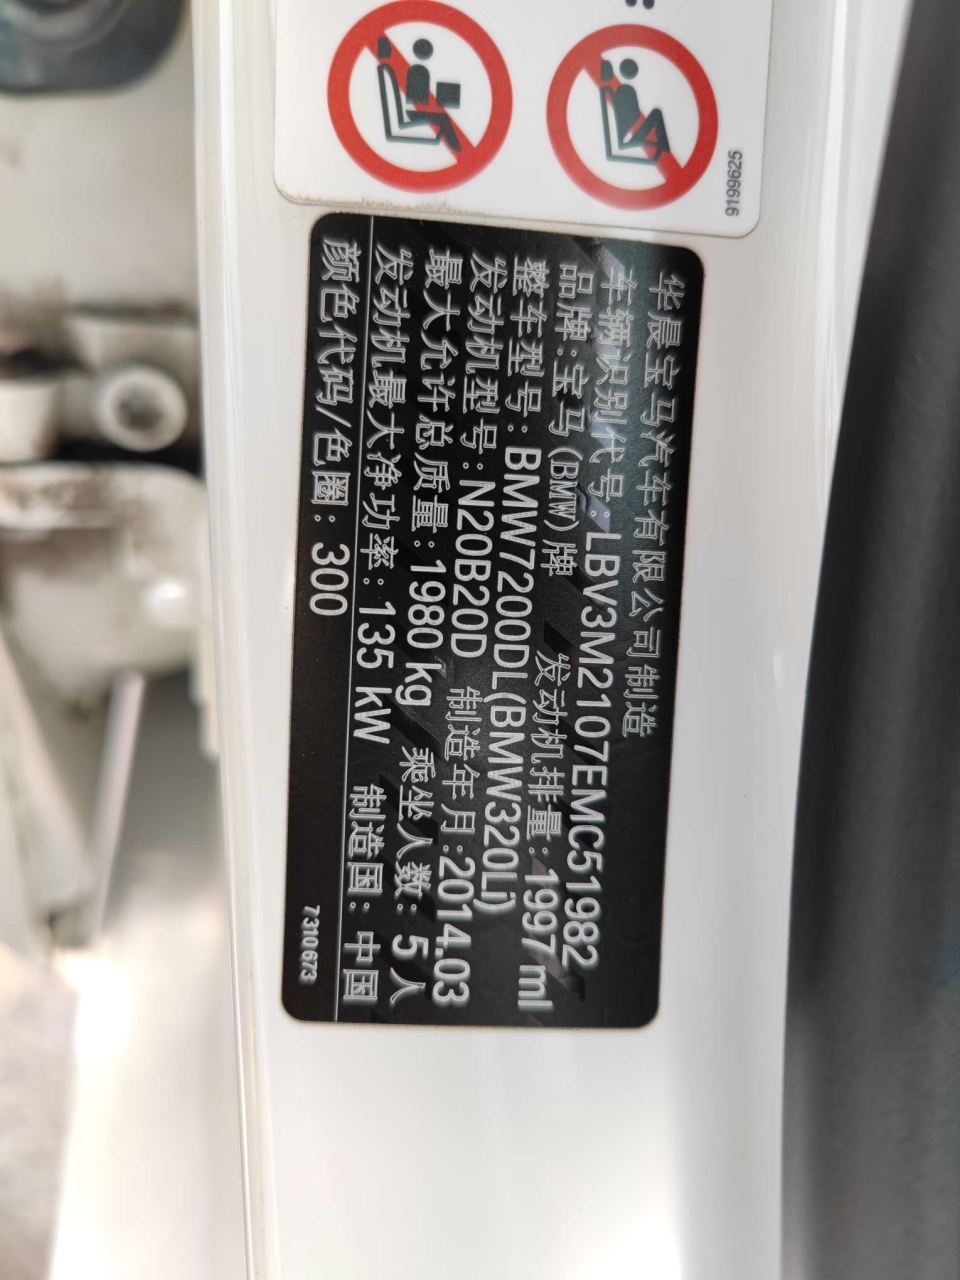 9199625
华晨宝马汽车有限公司制造
车辆识别代号:LBV3M2107EMC51982
品牌:宝马(BMW)牌 发动机排量:1997 ml
整车型号:BMW7200DL(BMW320Li)
发动机型号:N20B20D 制造年月:2014.03
最大允许总质量:1980 kg 乘坐人数:5人
发动机最大净功率:135 kW 制造国:中国
颜色代码/色圈:300
7310673